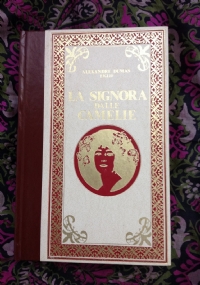 ALESSANDRO DUMAS
FIGLIO
LA SIGNORA
DALLE
CAMELIE